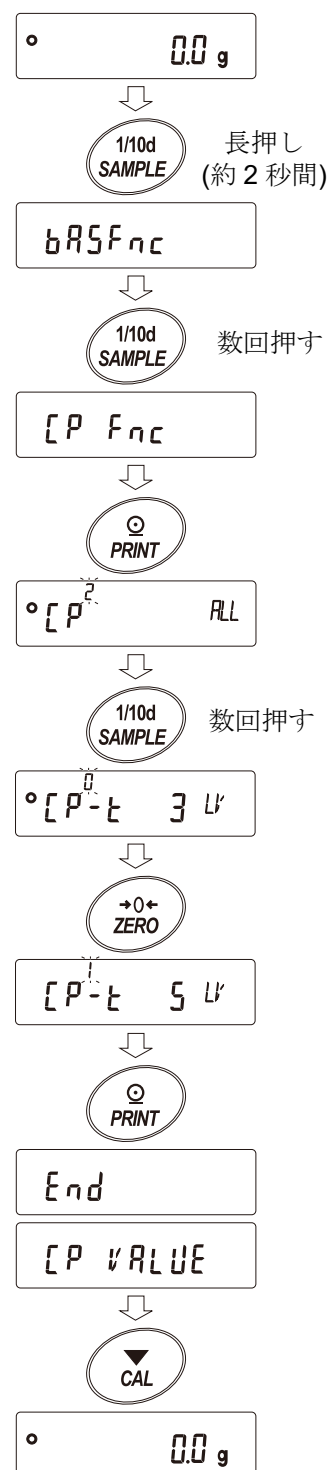 0.0 g
1/10d
SAMPLE
長押し
(約 2 秒間)
bASFnc
1/10d
SAMPLE
数回押す
CP Fnc
PRINT
2
CP ALL
1/10d
SAMPLE
数回押す
0
CP-t 3 LV
→0←
ZERO
1
CP-t 5 LV
PRINT
End
CP VALUE
CAL
0.0 g